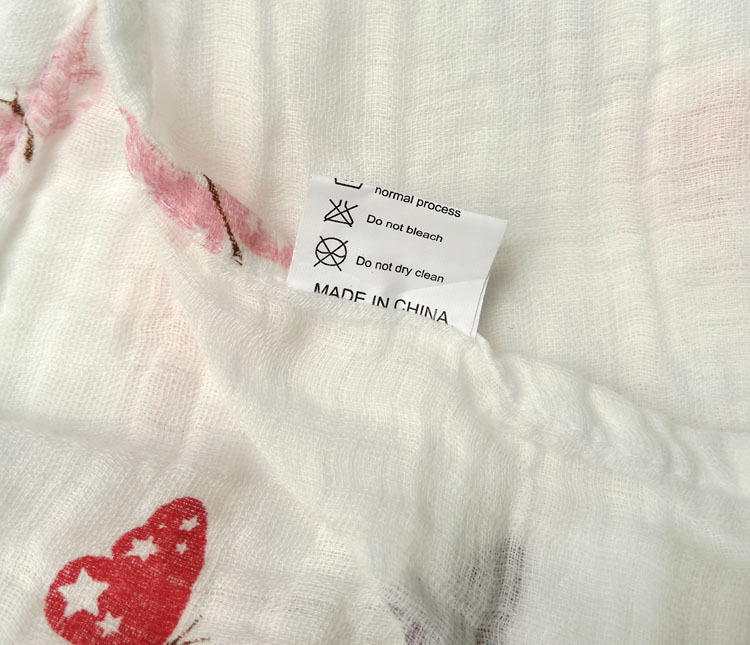 normal process
Do not bleach
Do not dry clean
MADE IN CHINA